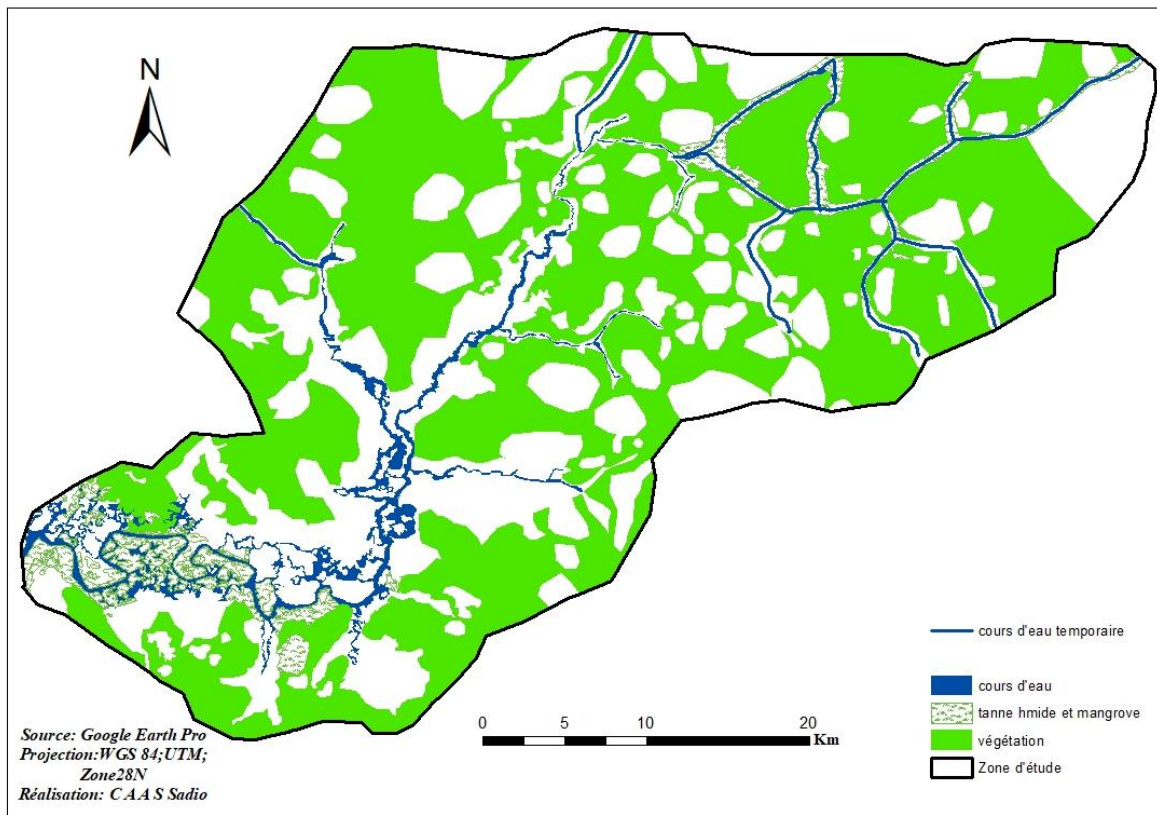 N
cours d'eau temporaire
cours d'eau
tanne hmide et mangrove
végétation
Zone d'étude
0 5 10 20
Km
Source: Google Earth Pro
Projection:WGS 84;UTM;
Zone28N
Réalisation: C A A S Sadio